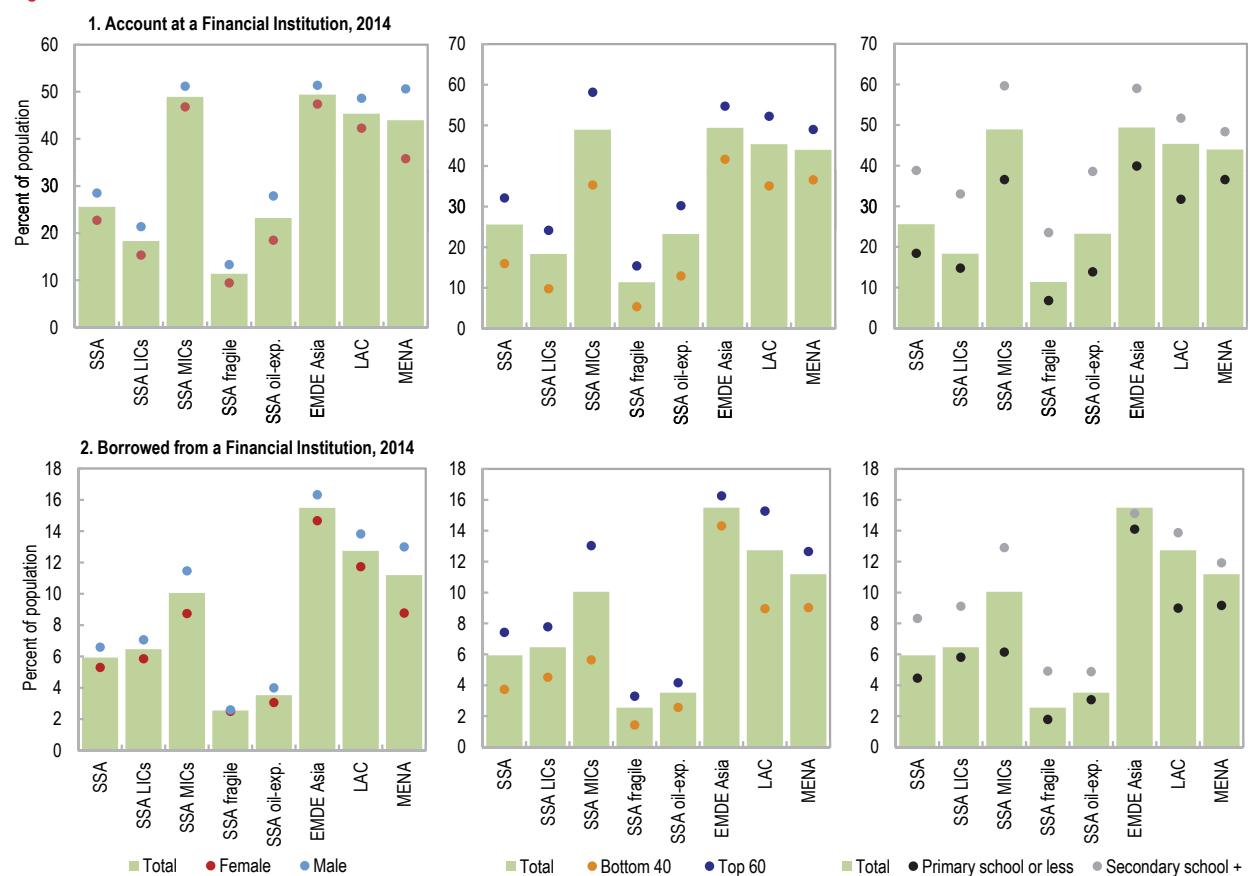 1. Account at a Financial Institution, 2014
Percent of population
60
50
40
30
20
10
0
SSA
SSA LICs
SSA MICs
SSA fragile
SSA oil-exp.
EMDE Asia
LAC
MENA
70
60
50
40
30
20
10
0
SSA
SSA LICs
SSA MICs
SSA fragile
SSA oil-exp.
EMDE Asia
LAC
MENA
70
60
50
40
30
20
10
0
SSA
SSA LICs
SSA MICs
SSA fragile
SSA oil-exp.
EMDE Asia
LAC
MENA
2. Borrowed from a Financial Institution, 2014
Percent of population
18
16
14
12
10
8
6
4
2
0
SSA
SSA LICs
SSA MICs
SSA fragile
SSA oil-exp.
EMDE Asia
LAC
MENA
Total Female Male
18
16
14
12
10
8
6
4
2
0
SSA
SSA LICs
SSA MICs
SSA fragile
SSA oil-exp.
EMDE Asia
LAC
MENA
Total Bottom 40 Top 60
18
16
14
12
10
8
6
4
2
0
SSA
SSA LICs
SSA MICs
SSA fragile
SSA oil-exp.
EMDE Asia
LAC
MENA
Total Primary school or less Secondary school +